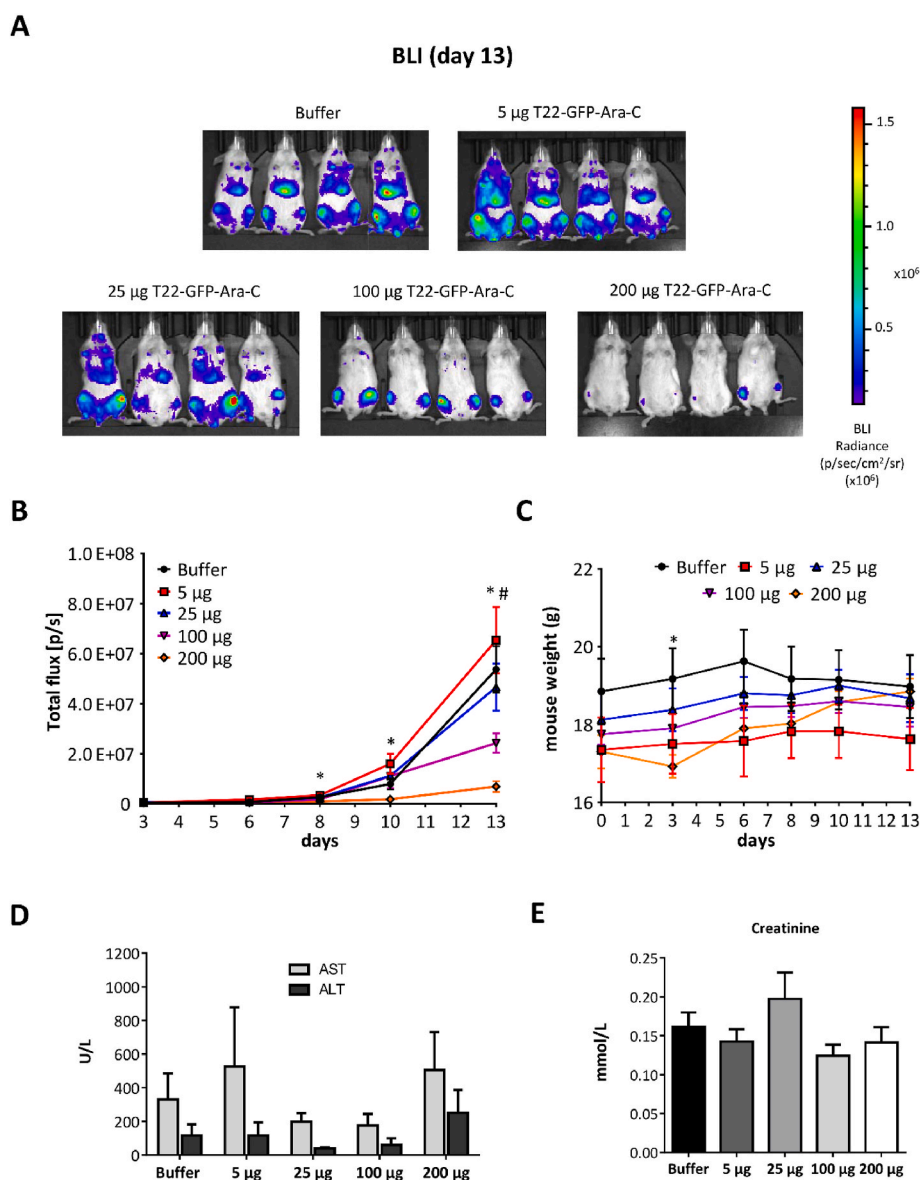 A
BLI (day 13)
Buffer
5 µg T22-GFP-Ara-C
25 µg T22-GFP-Ara-C
100 µg T22-GFP-Ara-C
200 µg T22-GFP-Ara-C
1.5
1.0
x10⁶
0.5
BLI
Radiance
(p/sec/cm²/sr)
(x10⁶)
B
Total flux [p/s]
1.0 E+08
8.0 E+07
6.0 E+07
4.0 E+07
2.0 E+07
0
Buffer
5 µg
25 µg
100 µg
200 µg
*
*
* #
3 4 5 6 7 8 9 10 11 12 13
days
C
mouse weight (g)
22
20
18
16
Buffer 5 µg 25 µg
100 µg 200 µg
*
0 1 2 3 4 5 6 7 8 9 10 11 12 13
days
D
U/L
1200
1000
800
600
400
200
0
AST
ALT
Buffer 5 µg 25 µg 100 µg 200 µg
E
Creatinine
mmol/L
0.25
0.20
0.15
0.10
0.05
0.00
Buffer 5 µg 25 µg 100 µg 200 µg